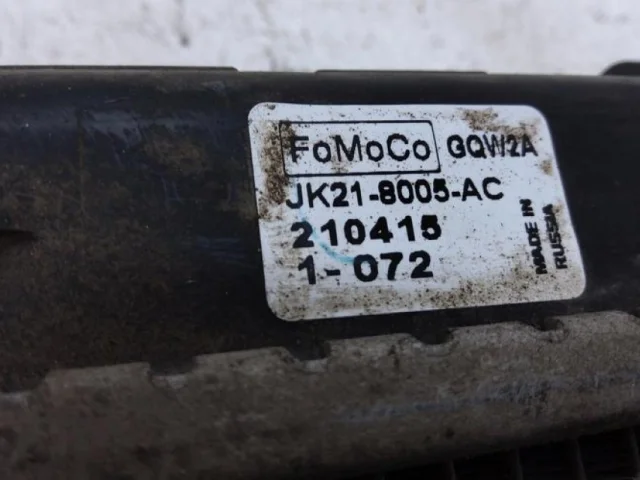 FoMoCo GQW2A
JK21-8005-AC
210415
1-072
MADE IN
RUSSIA